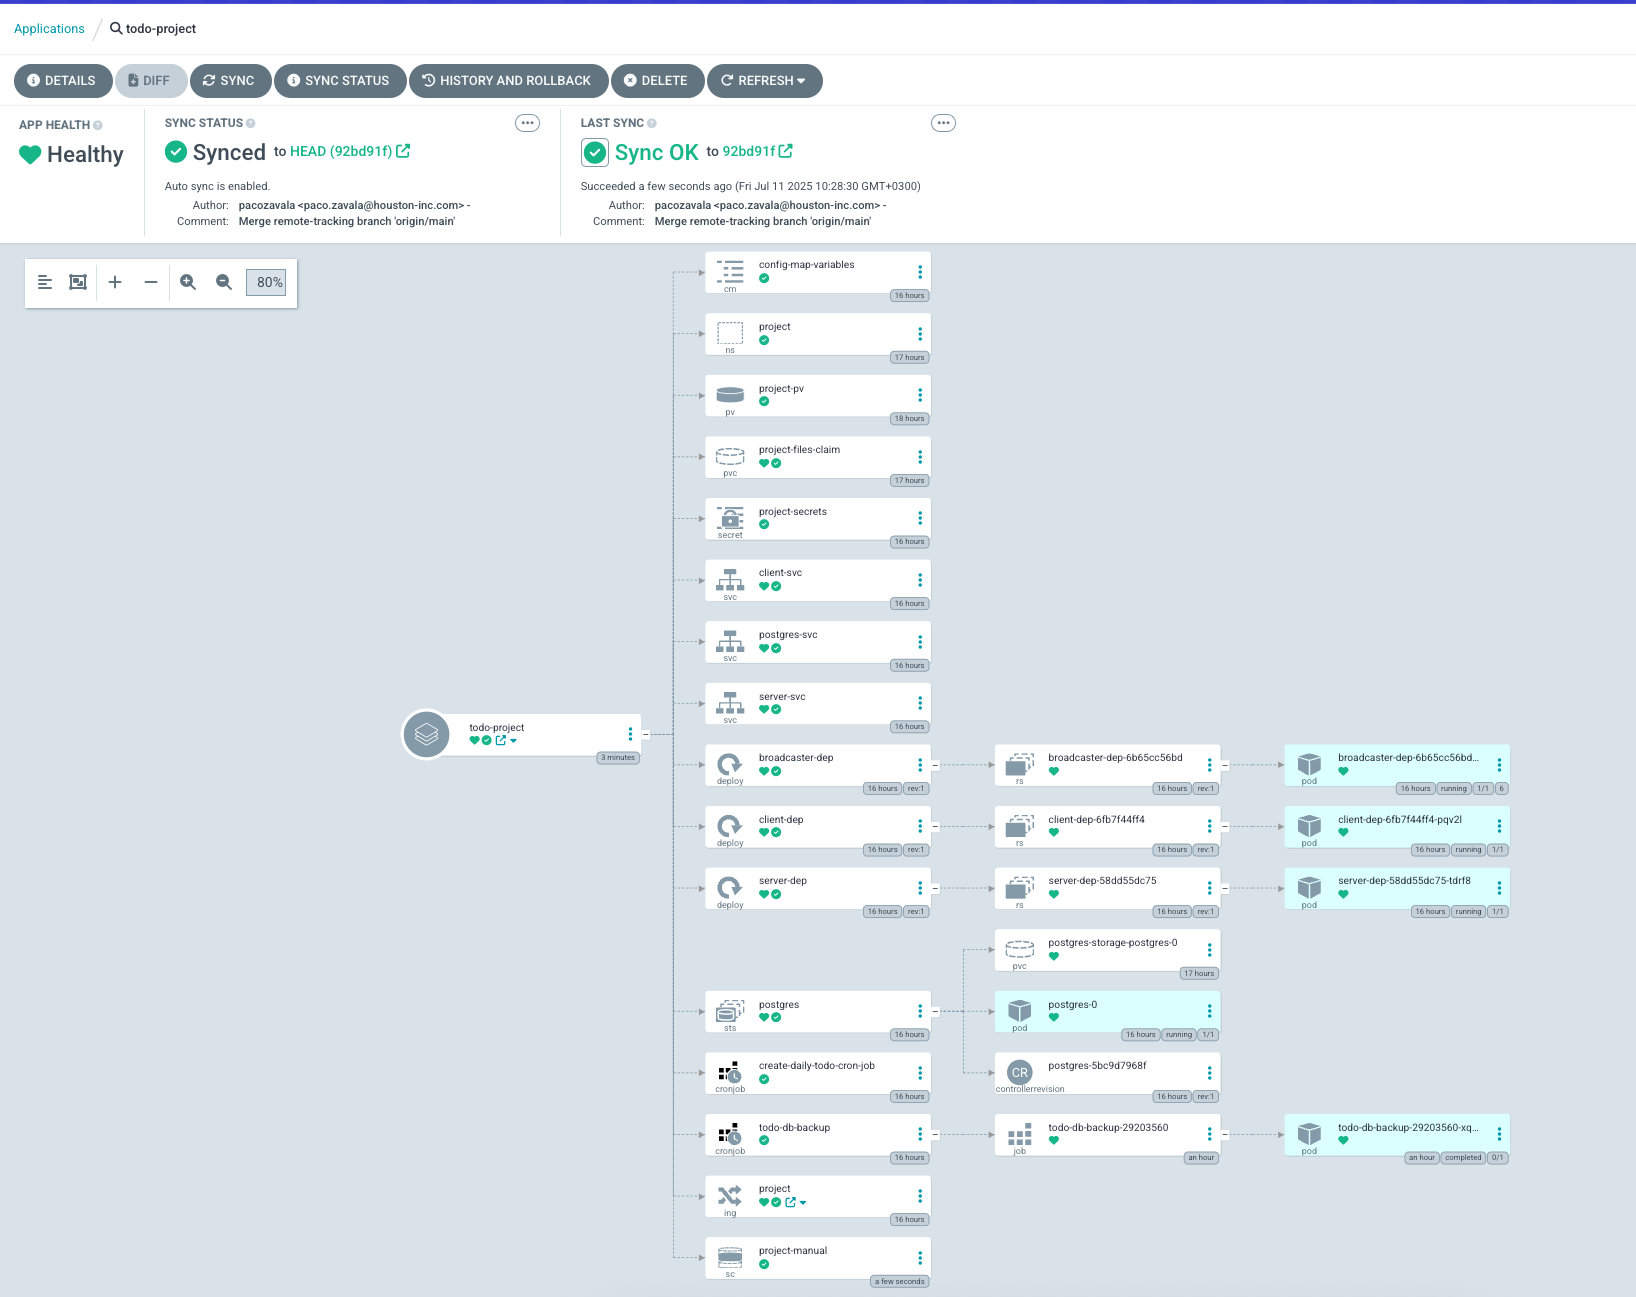 Applications / todo-project
DETAILS DIFF SYNC SYNC STATUS HISTORY AND ROLLBACK DELETE REFRESH
APP HEALTH
Healthy
SYNC STATUS
Synced to HEAD (92bd91f)
Auto sync is enabled.
Author: pacozavala <paco.zavala@houston-inc.com> -
Comment: Merge remote-tracking branch 'origin/main'
LAST SYNC
Sync OK to 92bd91f
Succeeded a few seconds ago (Fri Jul 11 2025 10:28:30 GMT+0300)
Author: pacozavala <paco.zavala@houston-inc.com> -
Comment: Merge remote-tracking branch 'origin/main'
80%
todo-project
3 minutes
config-map-variables
cm
16 hours
project
ns
17 hours
project-pv
pv
18 hours
project-files-claim
pvc
17 hours
project-secrets
secret
16 hours
client-svc
svc
16 hours
postgres-svc
svc
16 hours
server-svc
svc
16 hours
broadcaster-dep
deploy
16 hours rev:1
broadcaster-dep-6b65cc56bd
rs
16 hours rev:1
broadcaster-dep-6b65cc56bd...
pod
16 hours running 1/1 6
client-dep
deploy
16 hours rev:1
client-dep-6fb7f44ff4
rs
16 hours rev:1
client-dep-6fb7f44ff4-pqv2l
pod
16 hours running 1/1
server-dep
deploy
16 hours rev:1
server-dep-58dd55dc75
rs
16 hours rev:1
server-dep-58dd55dc75-tdrf8
pod
16 hours running 1/1
postgres-storage-postgres-0
pvc
17 hours
postgres
sts
16 hours
postgres-0
pod
16 hours running 1/1
create-daily-todo-cron-job
cronjob
16 hours
CR
postgres-5bc9d7968f
controllerrevision
16 hours rev:1
todo-db-backup
cronjob
16 hours
todo-db-backup-29203560
job
an hour
todo-db-backup-29203560-xq...
pod
an hour completed 0/1
project
ing
16 hours
project-manual
sc
a few seconds